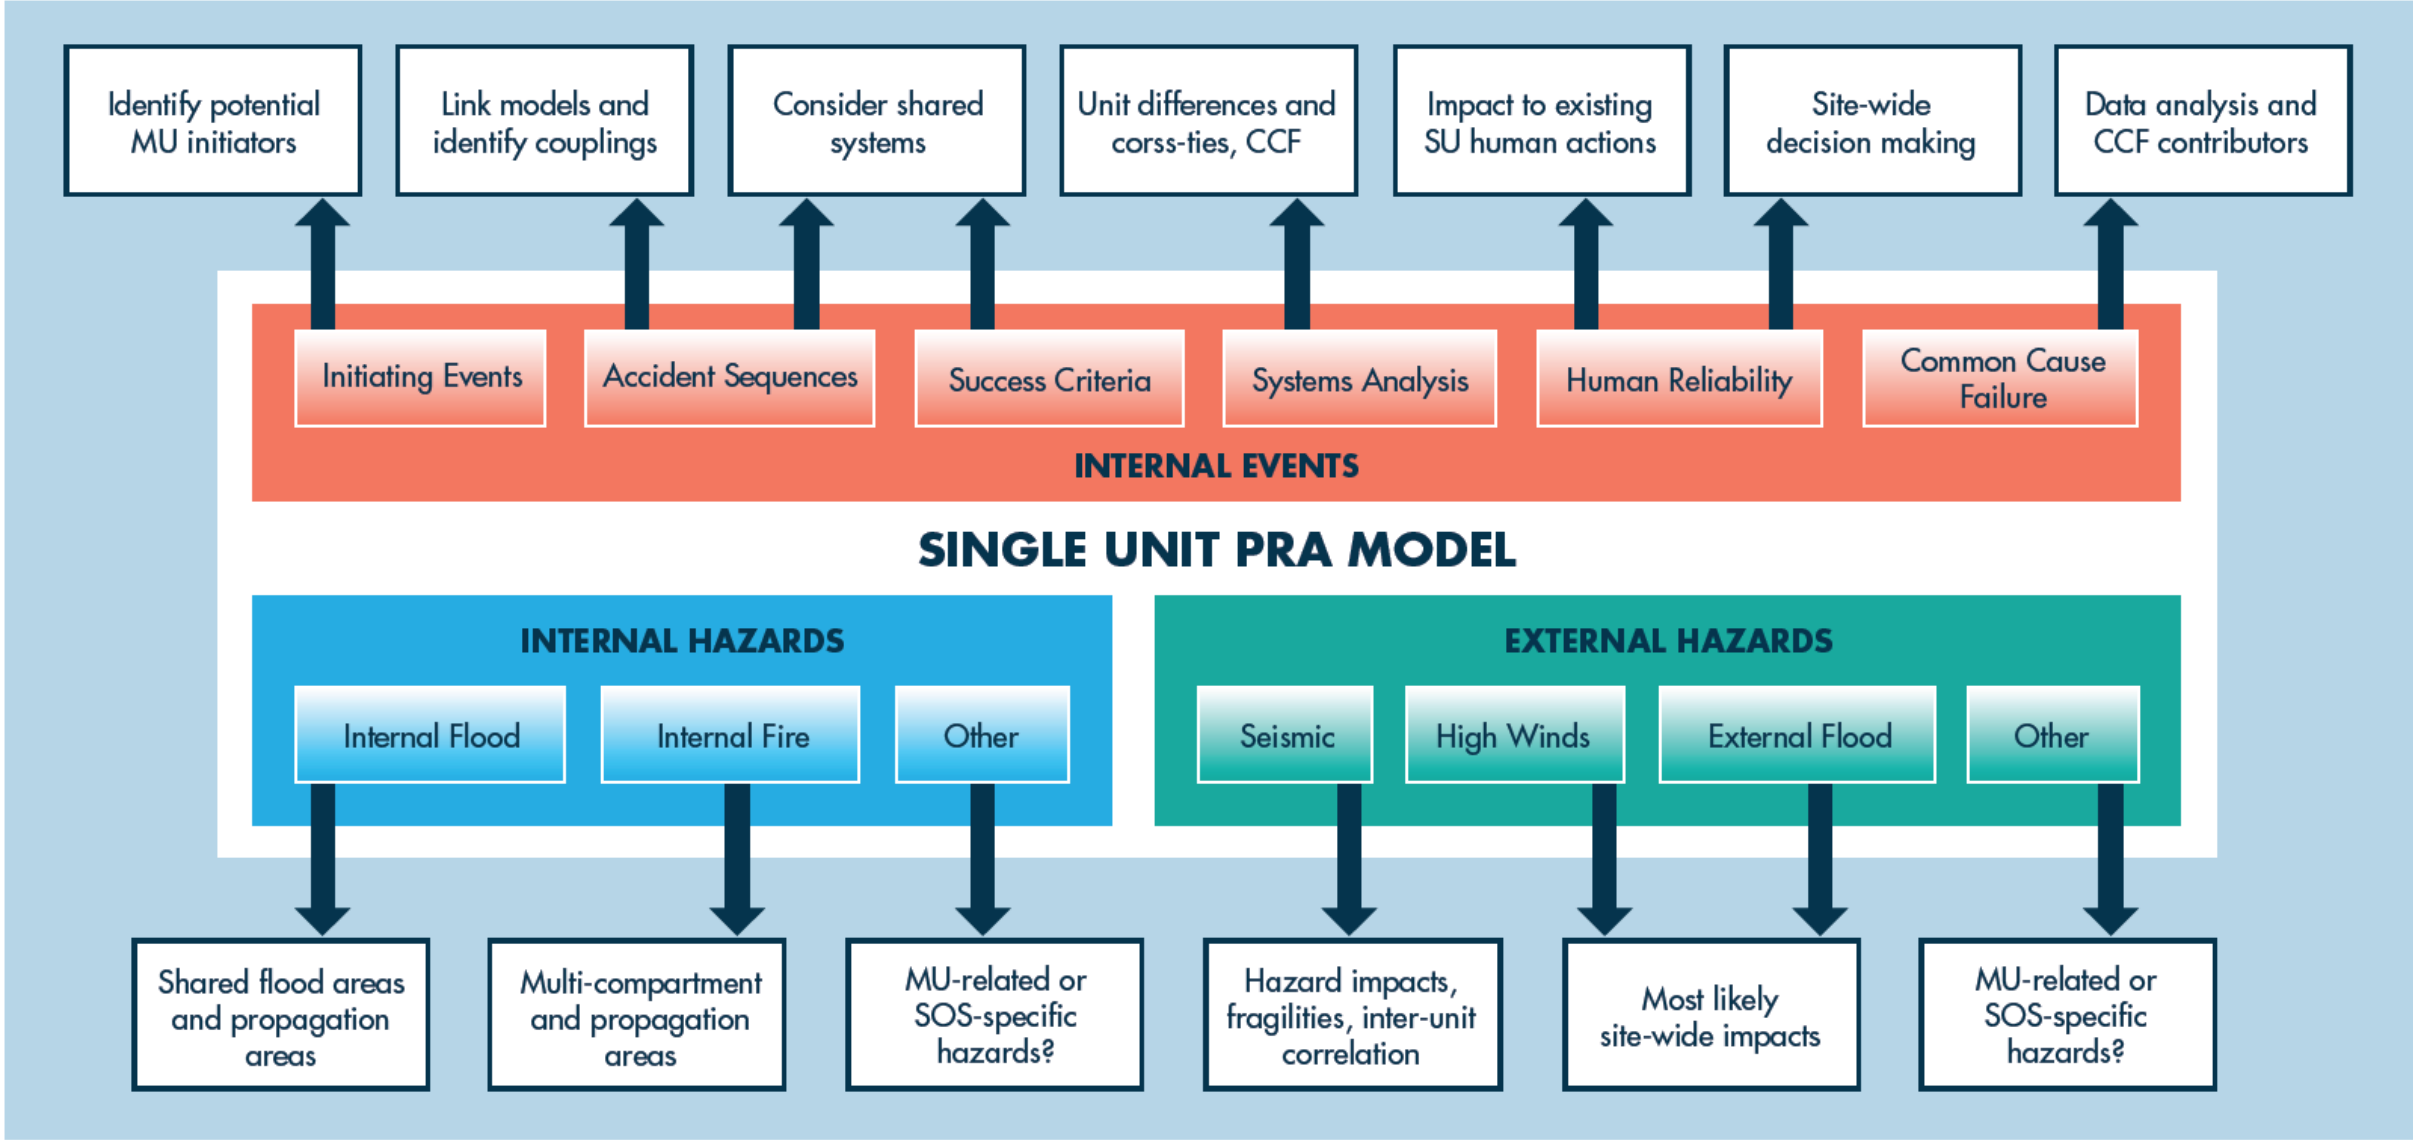 Identify potential
MU initiators
Link models and
identify couplings
Consider shared
systems
Unit differences and
corss-ties, CCF
Impact to existing
SU human actions
Site-wide
decision making
Data analysis and
CCF contributors
Initiating Events
Accident Sequences
Success Criteria
Systems Analysis
Human Reliability
Common Cause
Failure
INTERNAL EVENTS
SINGLE UNIT PRA MODEL
INTERNAL HAZARDS
Internal Flood
Internal Fire
Other
EXTERNAL HAZARDS
Seismic
High Winds
External Flood
Other
Shared flood areas
and propagation
areas
Multi-compartment
and propagation
areas
MU-related or
SOS-specific
hazards?
Hazard impacts,
fragilities, inter-unit
correlation
Most likely
site-wide impacts
MU-related or
SOS-specific
hazards?